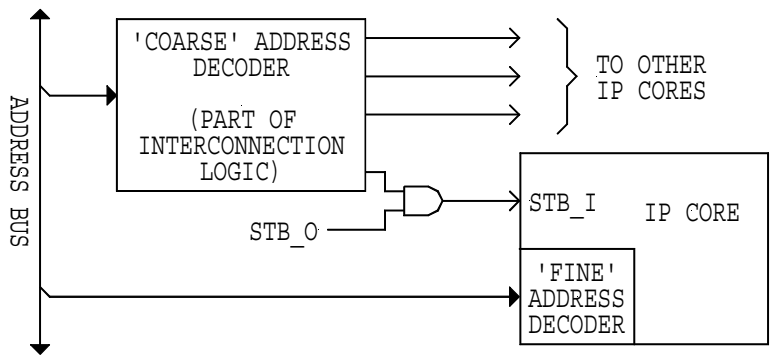 'COARSE' ADDRESS
DECODER
(PART OF
INTERCONNECTION
LOGIC)
TO OTHER
IP CORES
ADDRESS BUS
STB_O
STB_I
IP CORE
'FINE'
ADDRESS
DECODER